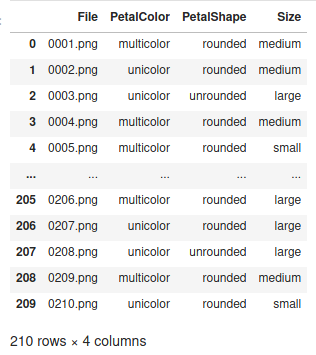 File PetalColor PetalShape Size
0 0001.png multicolor rounded medium
1 0002.png unicolor rounded medium
2 0003.png unicolor unrounded large
3 0004.png multicolor rounded medium
4 0005.png multicolor rounded small
... ... ... ... ...
205 0206.png multicolor rounded large
206 0207.png unicolor rounded large
207 0208.png unicolor unrounded large
208 0209.png multicolor rounded medium
209 0210.png unicolor rounded small
210 rows × 4 columns